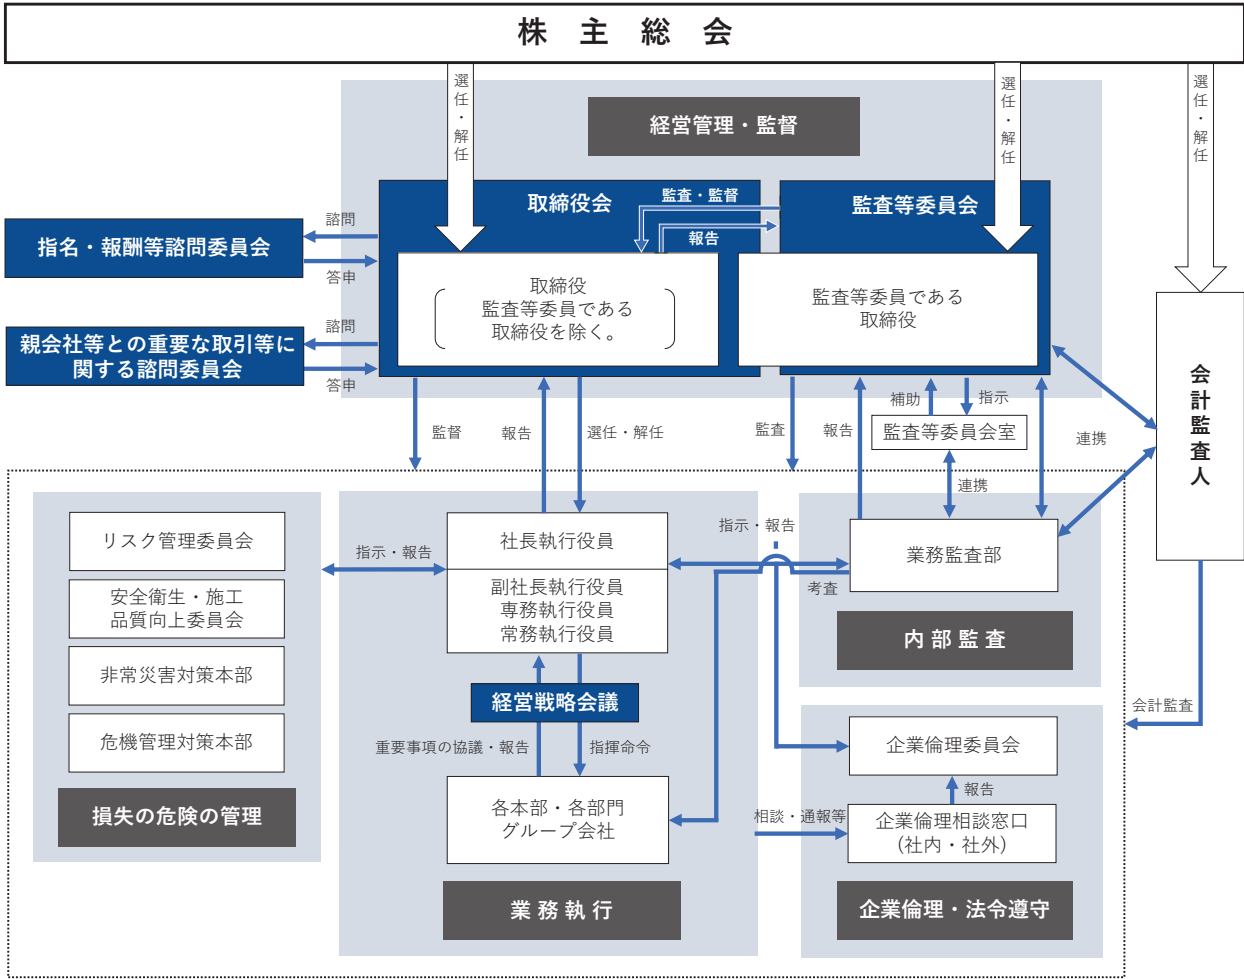 株 主 総 会
選任・解任
選任・解任
選任・解任
経営管理・監督
取締役会
監査・監督
報告
監査等委員会
指名・報酬等諮問委員会
諮問
答申
取締役
監査等委員である
取締役を除く。
監査等委員である
取締役
親会社等との重要な取引等に
関する諮問委員会
諮問
答申
会計監査人
監督
報告
選任・解任
監査
報告
補助
指示
監査等委員会室
連携
連携
リスク管理委員会
安全衛生・施工
品質向上委員会
非常災害対策本部
危機管理対策本部
損失の危険の管理
指示・報告
社長執行役員
副社長執行役員
専務執行役員
常務執行役員
経営戦略会議
重要事項の協議・報告
指揮命令
各本部・各部門
グループ会社
業 務 執 行
指示・報告
考査
業務監査部
内 部 監 査
会計監査
企業倫理委員会
報告
相談・通報等
企業倫理相談窓口
(社内・社外)
企業倫理・法令遵守